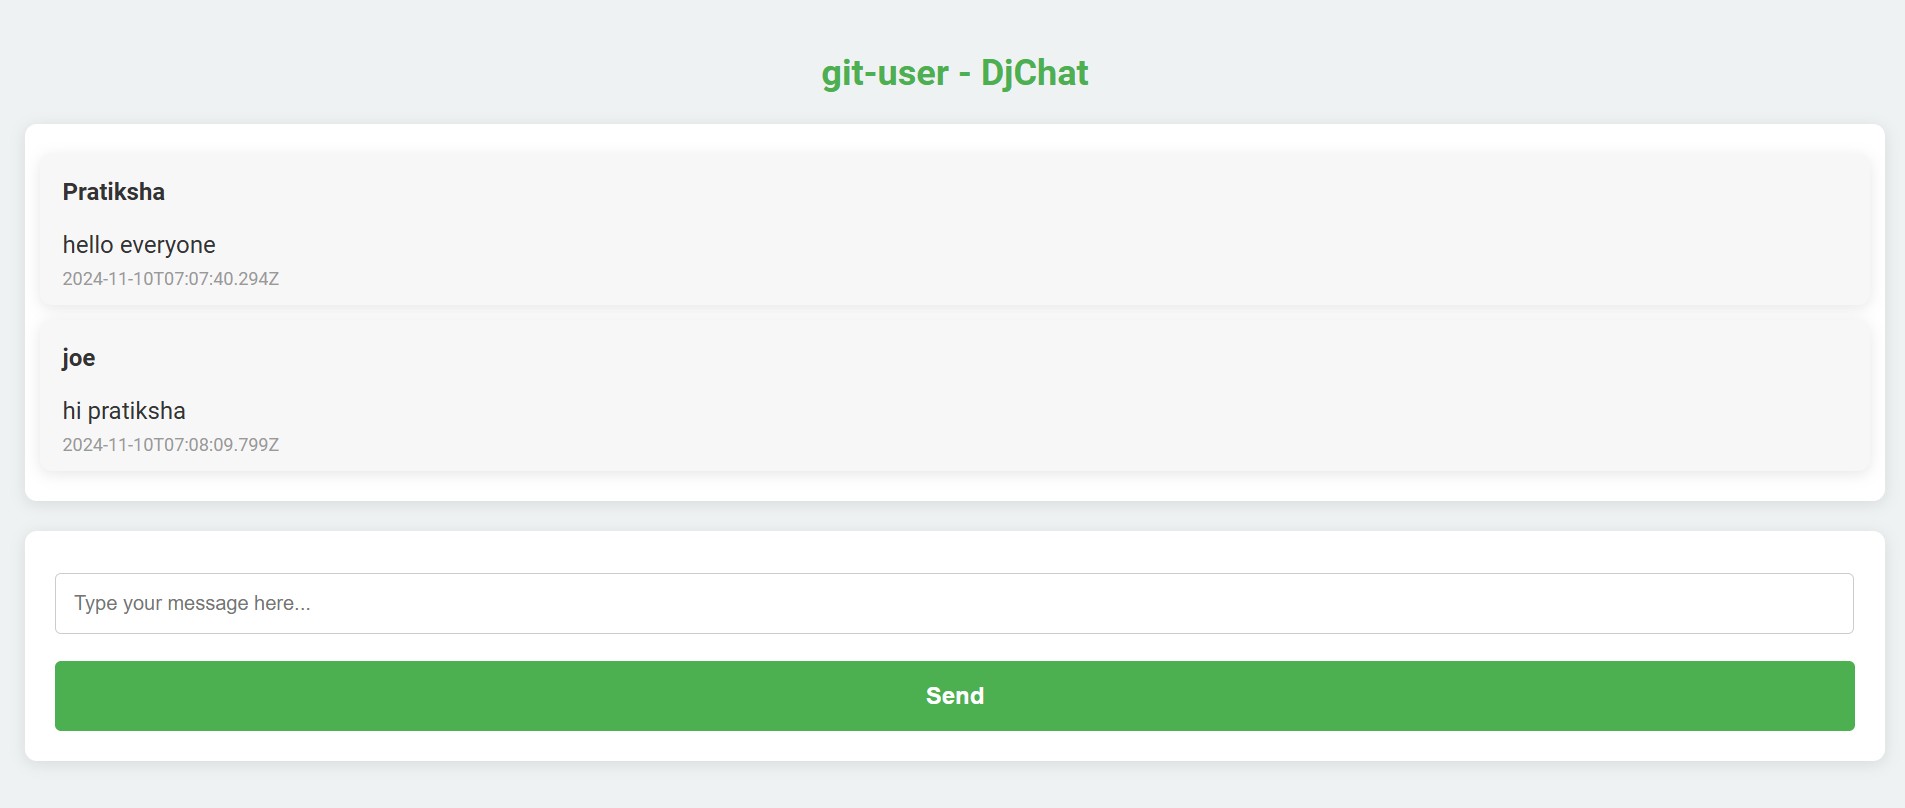 git-user - DjChat
Pratiksha
hello everyone
2024-11-10T07:07:40.294Z
joe
hi pratiksha
2024-11-10T07:08:09.799Z
Type your message here...
Send